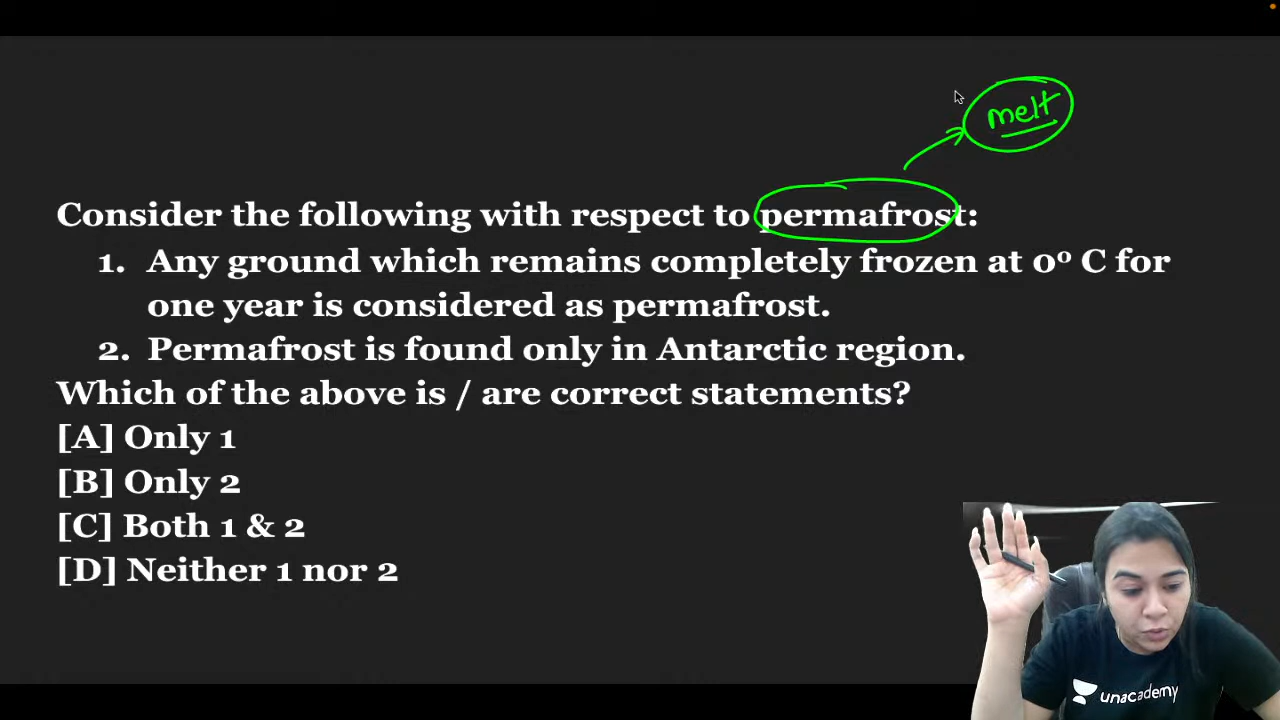 melt
Consider the following with respect to permafrost:
1. Any ground which remains completely frozen at 0º C for
one year is considered as permafrost.
2. Permafrost is found only in Antarctic region.
Which of the above is / are correct statements?
[A] Only 1
[B] Only 2
[C] Both 1 & 2
[D] Neither 1 nor 2
unacademy